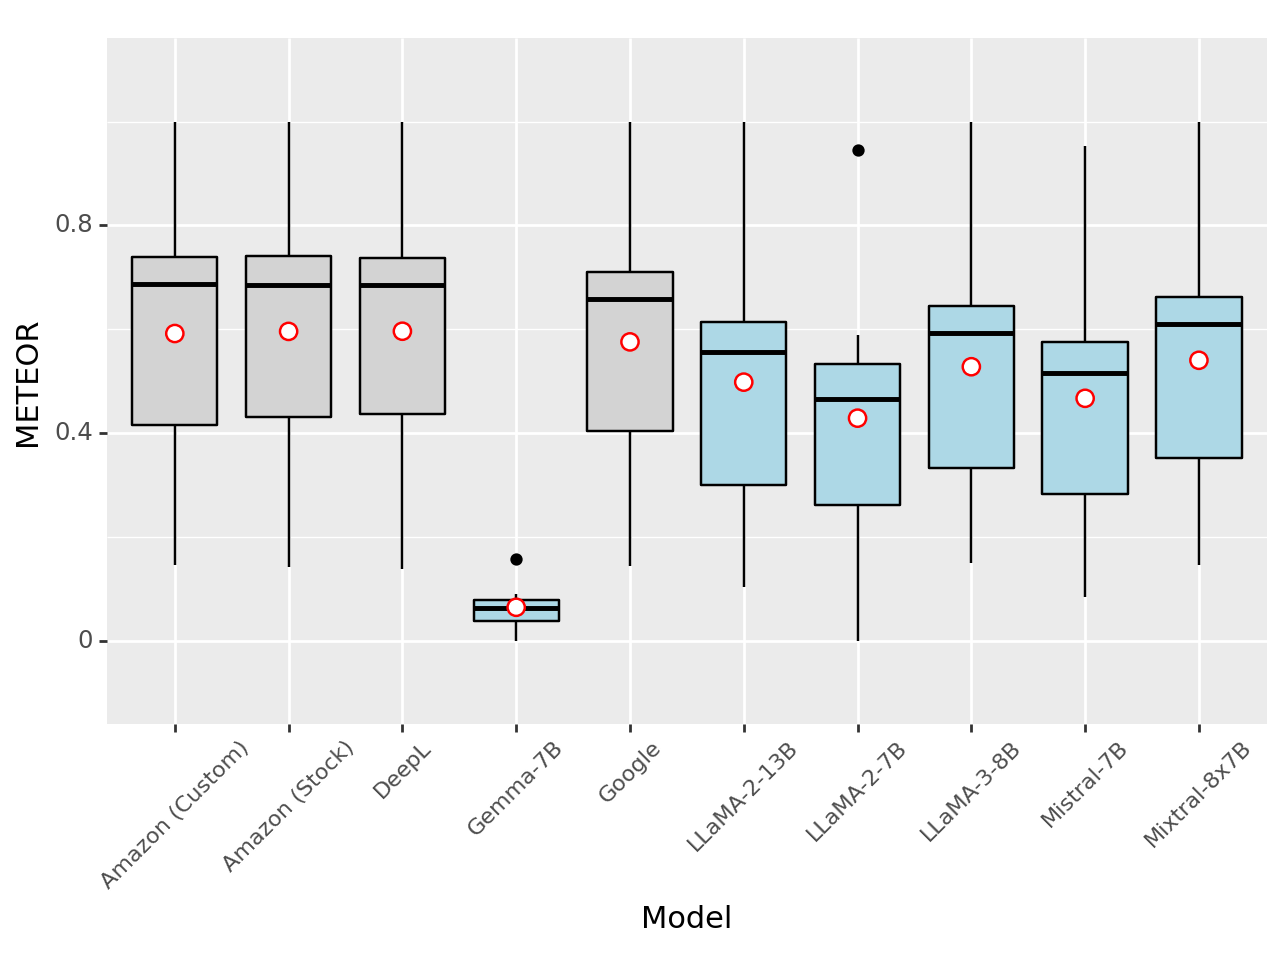 METEOR
0.8
0.4
0
Amazon (Custom)
Amazon (Stock)
DeepL
Gemma-7B
Google
LLaMA-2-13B
LLaMA-2-7B
LLaMA-3-8B
Mistral-7B
Mixtral-8x7B
Model